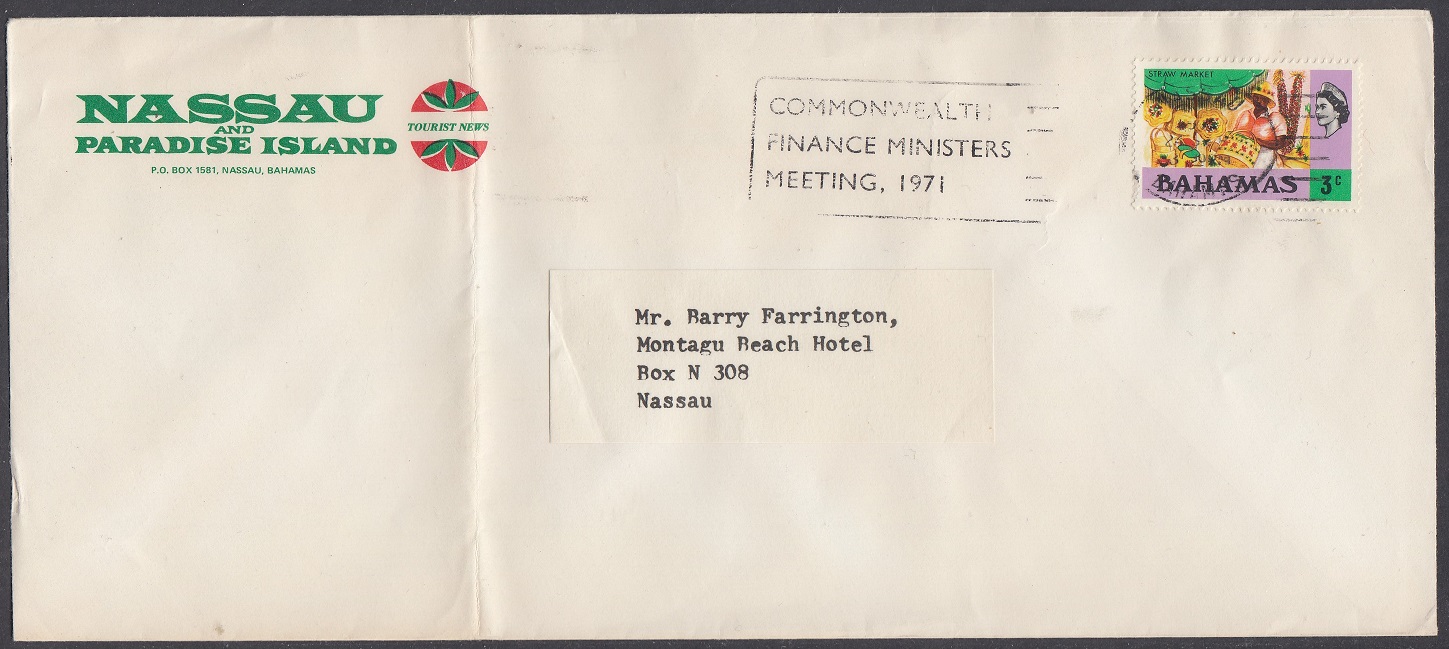 NASSAU
AND
PARADISE ISLAND
P.O. BOX 1581, NASSAU, BAHAMAS
TOURIST NEWS
COMMONWEALTH
FINANCE MINISTERS
MEETING, 1971
STRAW MARKET
BAHAMAS 3c
Mr. Barry Farrington,
Montagu Beach Hotel
Box N 308
Nassau